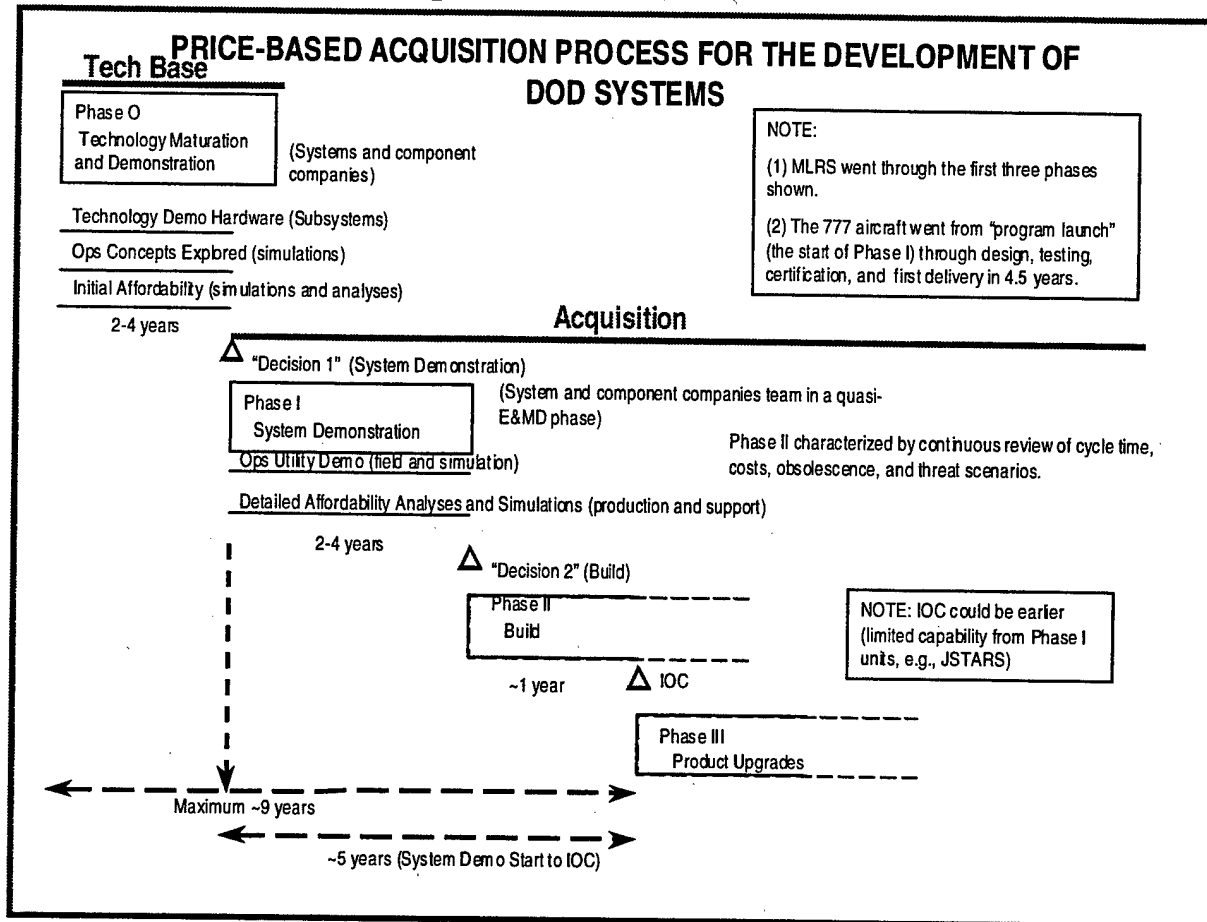 PRICE-BASED ACQUISITION PROCESS FOR THE DEVELOPMENT OF
DOD SYSTEMS
Tech Base
Phase O
Technology Maturation
and Demonstration
(Systems and component
companies)
NOTE:
(1) MLRS went through the first three phases
shown.
(2) The 777 aircraft went from "program launch"
(the start of Phase I) through design, testing,
certification, and first delivery in 4.5 years.
Technology Demo Hardware (Subsystems)
Ops Concepts Explored (simulations)
Initial Affordability (simulations and analyses)
2-4 years
Acquisition
"Decision 1" (System Demonstration)
Phase I
System Demonstration
(System and component companies team in a quasi-
E&MD phase)
Phase II characterized by continuous review of cycle time,
costs, obsolescence, and threat scenarios.
Ops Utility Demo (field and simulation)
Detailed Affordability Analyses and Simulations (production and support)
2-4 years
"Decision 2" (Build)
Phase II
Build
NOTE: IOC could be earlier
(limited capability from Phase I
units, e.g., JSTARS)
~1 year
IOC
Phase III
Product Upgrades
Maximum ~9 years
~5 years (System Demo Start to IOC)